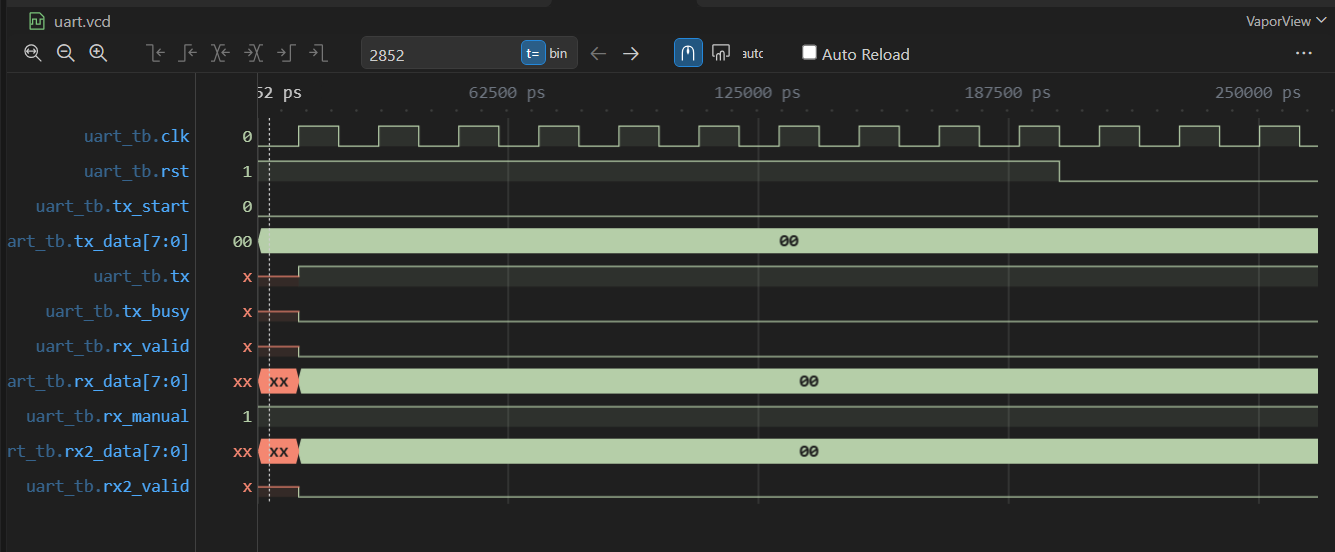 uart.vcd
VaporView
2852 t= bin autc Auto Reload ...
52 ps 62500 ps 125000 ps 187500 ps 250000 ps
uart_tb.clk 0
uart_tb.rst 1
uart_tb.tx_start 0
art_tb.tx_data[7:0] 00 00
uart_tb.tx x
uart_tb.tx_busy x
uart_tb.rx_valid x
art_tb.rx_data[7:0] xx xx 00
uart_tb.rx_manual 1
rt_tb.rx2_data[7:0] xx xx 00
uart_tb.rx2_valid x